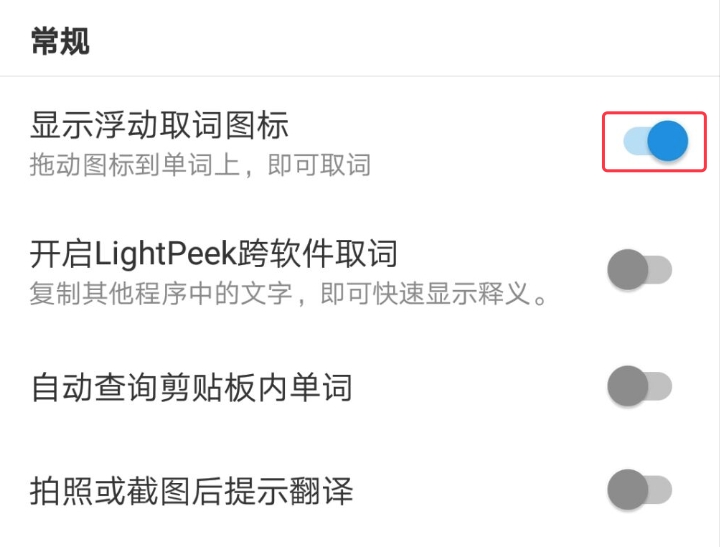 常规
显示浮动取词图标
拖动图标到单词上，即可取词
开启LightPeek跨软件取词
复制其他程序中的文字，即可快速显示释义。
自动查询剪贴板内单词
拍照或截图后提示翻译